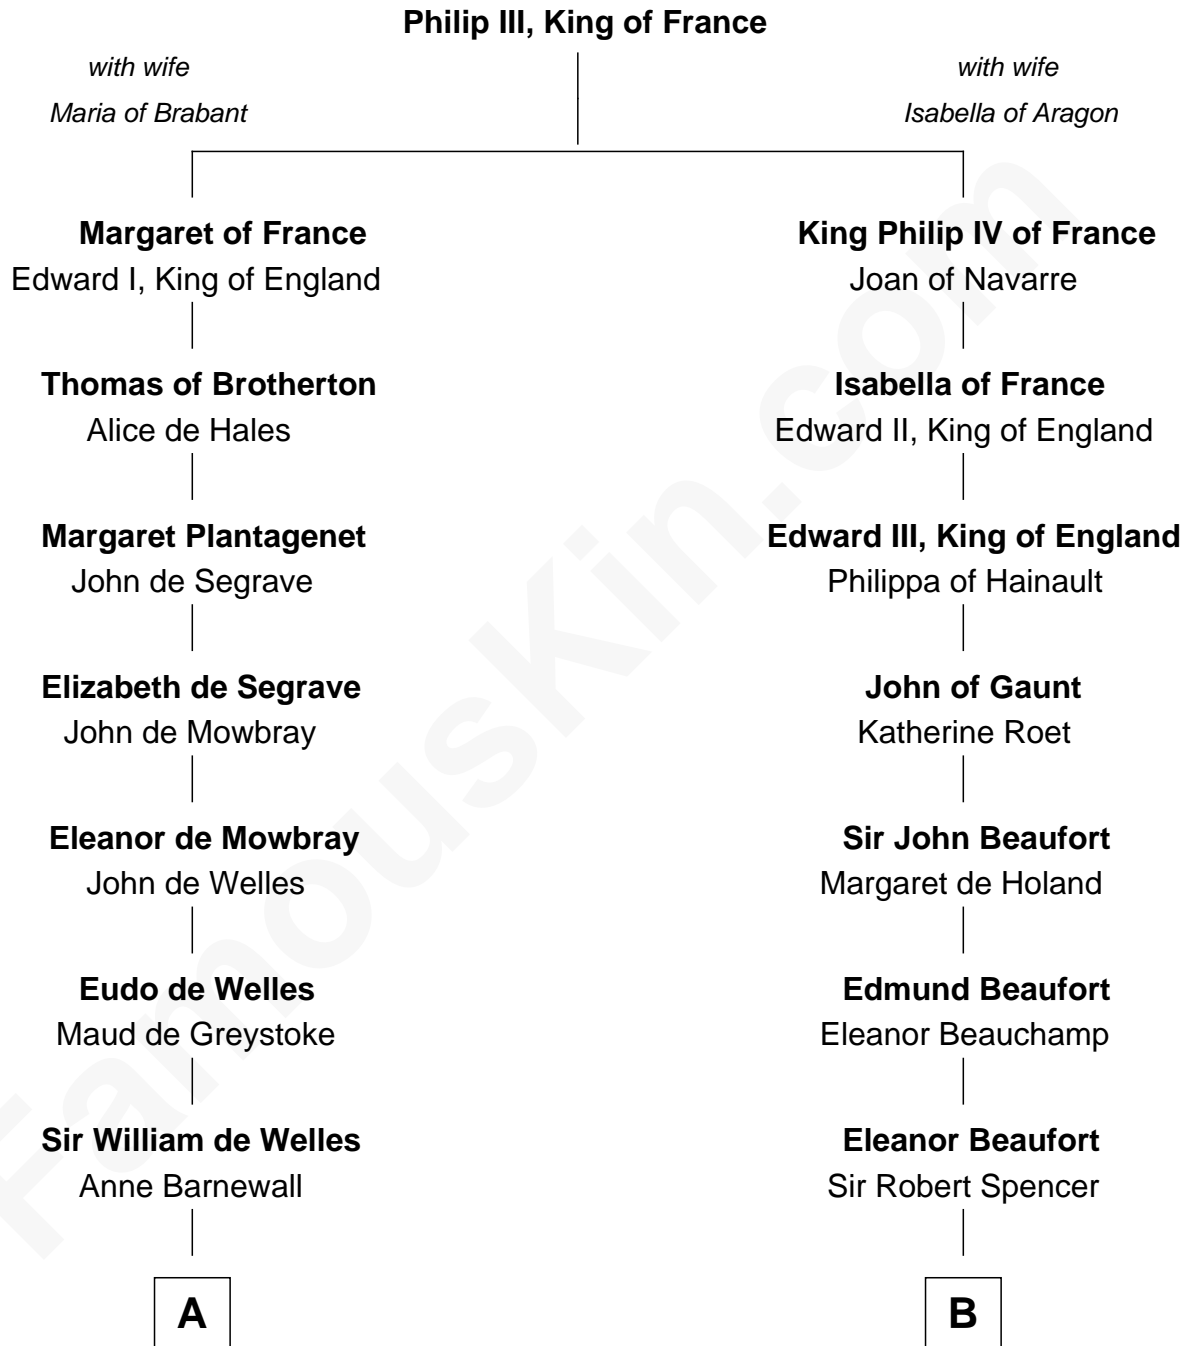 Philip III, King of France
with wife
Maria of Brabant
with wife
Isabella of Aragon
Margaret of France
Edward I, King of England
King Philip IV of France
Joan of Navarre
Thomas of Brotherton
Alice de Hales
Isabella of France
Edward II, King of England
Margaret Plantagenet
John de Segrave
Edward III, King of England
Philippa of Hainault
Elizabeth de Segrave
John de Mowbray
John of Gaunt
Katherine Roet
Eleanor de Mowbray
John de Welles
Sir John Beaufort
Margaret de Holand
Eudo de Welles
Maud de Greystoke
Edmund Beaufort
Eleanor Beauchamp
Sir William de Welles
Anne Barnewall
Eleanor Beaufort
Sir Robert Spencer
A
B
FamousKin.com